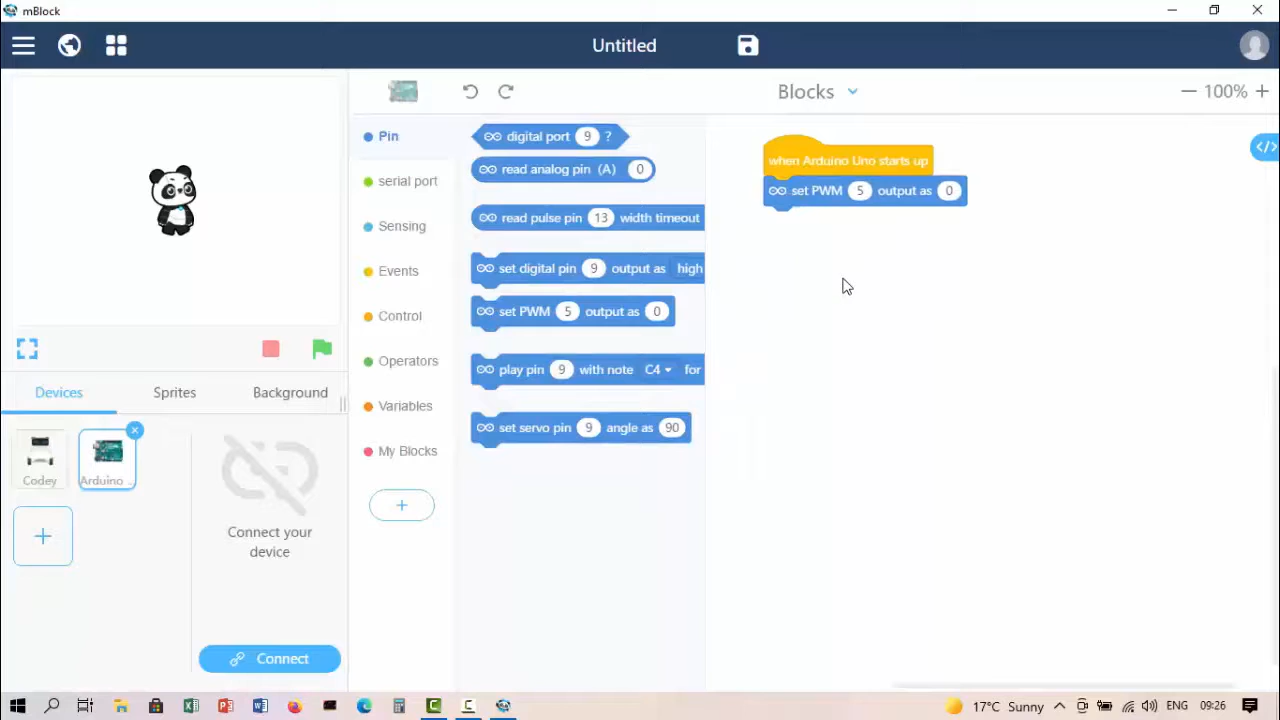 mBlock
Untitled
Blocks
100%
Pin
serial port
Sensing
Events
Control
Operators
Variables
My Blocks
digital port 9 ?
read analog pin (A) 0
read pulse pin 13 width timeout
set digital pin 9 output as high
set PWM 5 output as 0
play pin 9 with note C4 for
set servo pin 9 angle as 90
when Arduino Uno starts up
set PWM 5 output as 0
Devices
Sprites
Background
Codey
Arduino ...
Connect your
device
Connect
17°C Sunny
ENG
09:26